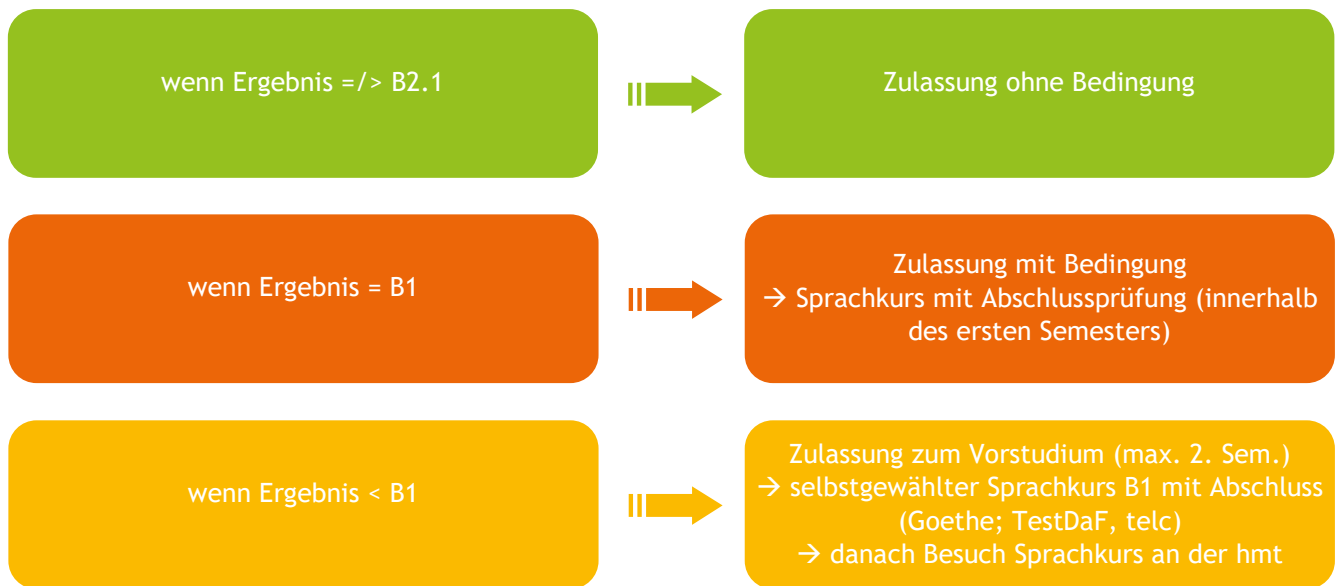 wenn Ergebnis =/> B2.1
Zulassung ohne Bedingung
wenn Ergebnis = B1
Zulassung mit Bedingung
→ Sprachkurs mit Abschlussprüfung (innerhalb
des ersten Semesters)
wenn Ergebnis < B1
Zulassung zum Vorstudium (max. 2. Sem.)
→ selbstgewählter Sprachkurs B1 mit Abschluss
(Goethe; TestDaF, telc)
→ danach Besuch Sprachkurs an der hmt